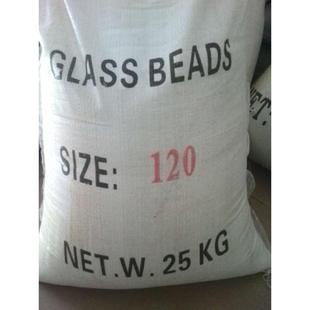 GLASS BEADS
SIZE: 120
NET.W. 25 KG